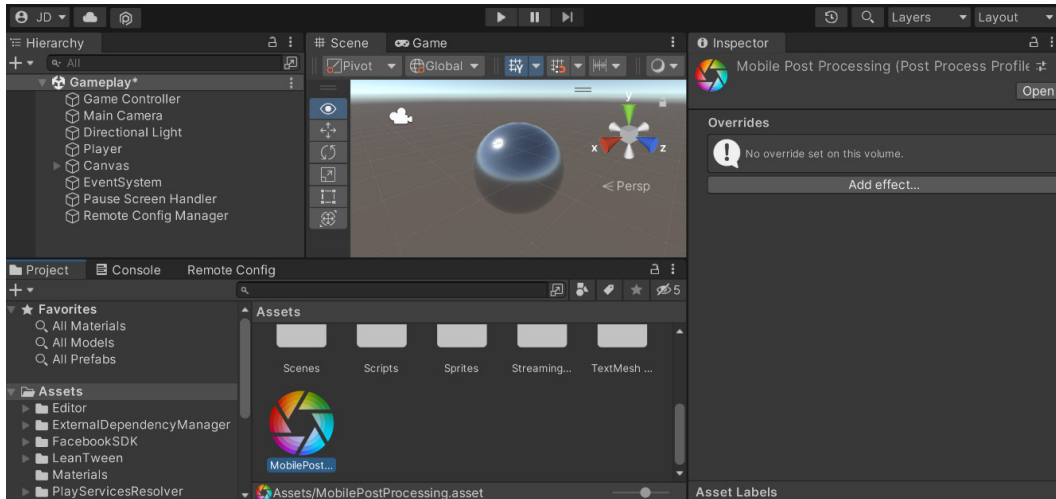 JD
Layers
Layout
Hierarchy
All
Gameplay*
Game Controller
Main Camera
Directional Light
Player
Canvas
EventSystem
Pause Screen Handler
Remote Config Manager
Scene
Game
Pivot
Global
Y
y
x
z
Persp
Inspector
Mobile Post Processing (Post Process Profile
Open
Overrides
No override set on this volume.
Add effect...
Project
Console
Remote Config
5
Favorites
All Materials
All Models
All Prefabs
Assets
Editor
ExternalDependencyManager
FacebookSDK
LeanTween
Materials
PlayServicesResolver
Assets
Scenes
Scripts
Sprites
Streaming...
TextMesh ...
MobilePost...
Assets/MobilePostProcessing.asset
Asset Labels